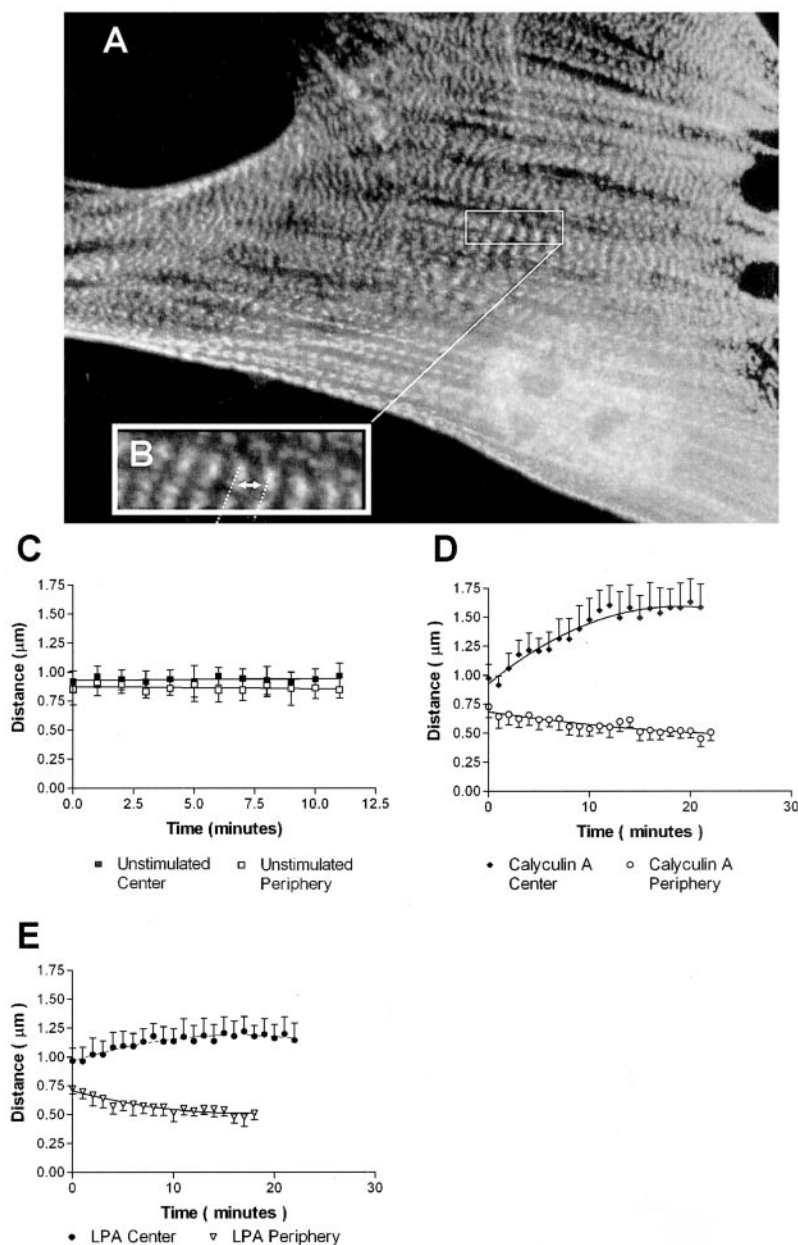 A
B
C
1.75
1.50
1.25
1.00
0.75
0.50
0.25
0.00
Distance (μm)
0.0 2.5 5.0 7.5 10.0 12.5
Time (minutes)
Unstimulated Center
Unstimulated Periphery
D
1.75
1.50
1.25
1.00
0.75
0.50
0.25
0.00
Distance ( μm )
0 10 20 30
Time ( minutes )
Calyculin A Center
Calyculin A Periphery
E
1.75
1.50
1.25
1.00
0.75
0.50
0.25
0.00
Distance ( μm )
0 10 20 30
Time ( minutes )
LPA Center LPA Periphery